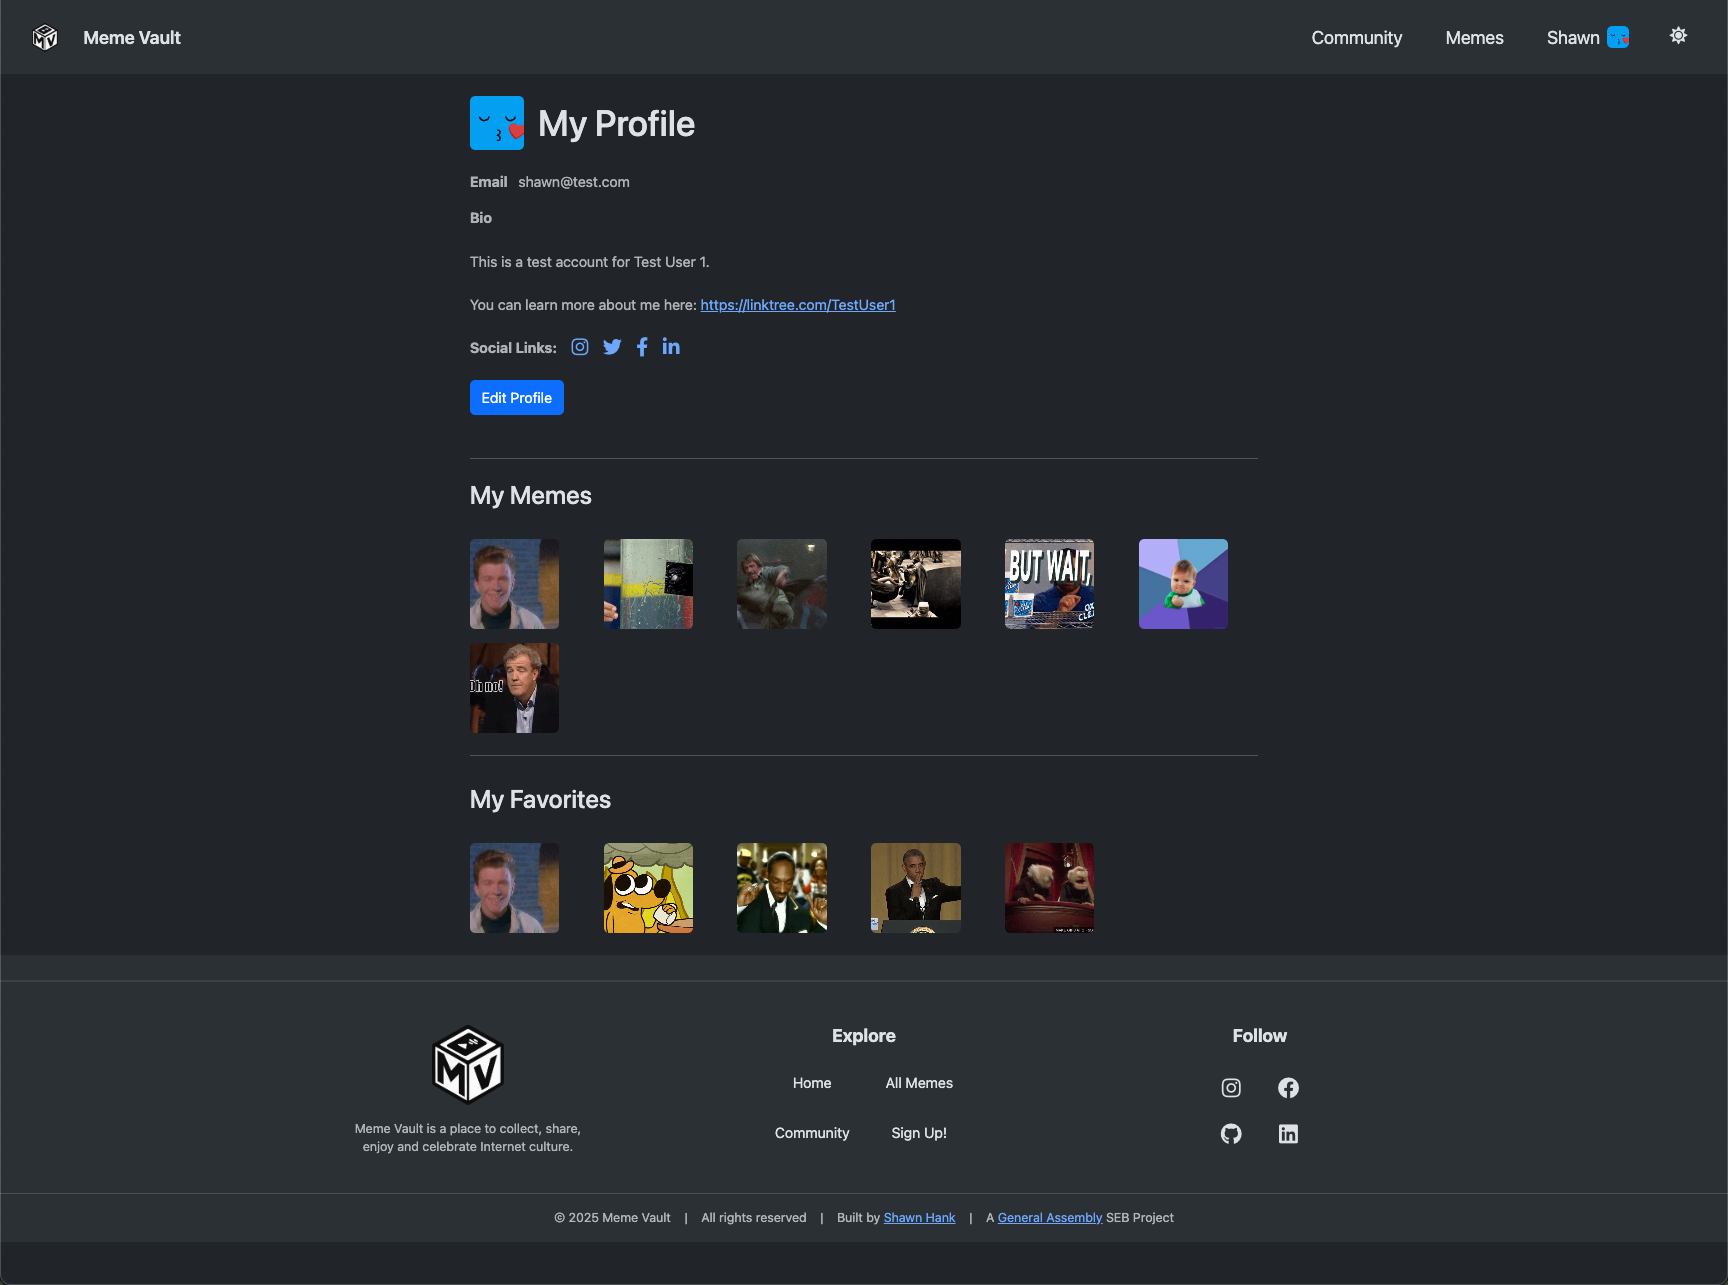 MV
Meme Vault
Community
Memes
Shawn
My Profile
Email shawn@test.com
Bio
This is a test account for Test User 1.
You can learn more about me here: https://linktree.com/TestUser1
Social Links:
Edit Profile
My Memes
BUT WAIT,
Oh no!
My Favorites
MV
Meme Vault is a place to collect, share,
enjoy and celebrate Internet culture.
Explore
Home
All Memes
Community
Sign Up!
Follow
© 2025 Meme Vault | All rights reserved | Built by Shawn Hank | A General Assembly SEB Project